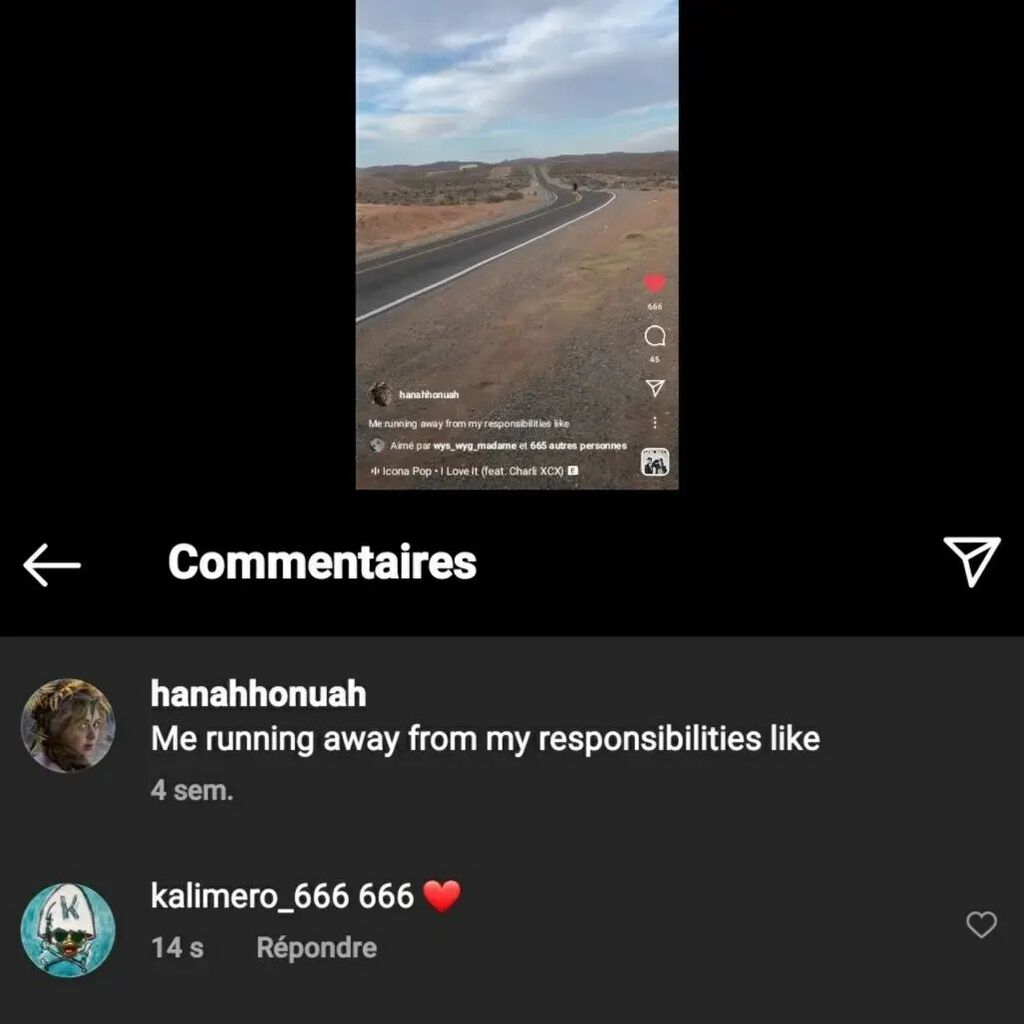 666
45
hanahhonuah
Me running away from my responsibilities like
Aimé par wys_wyg_madame et 665 autres personnes
Icona Pop • I Love It (feat. Charli XCX) E
Commentaires
hanahhonuah
Me running away from my responsibilities like
4 sem.
kalimero_666 666 ❤️
K
14 s Répondre